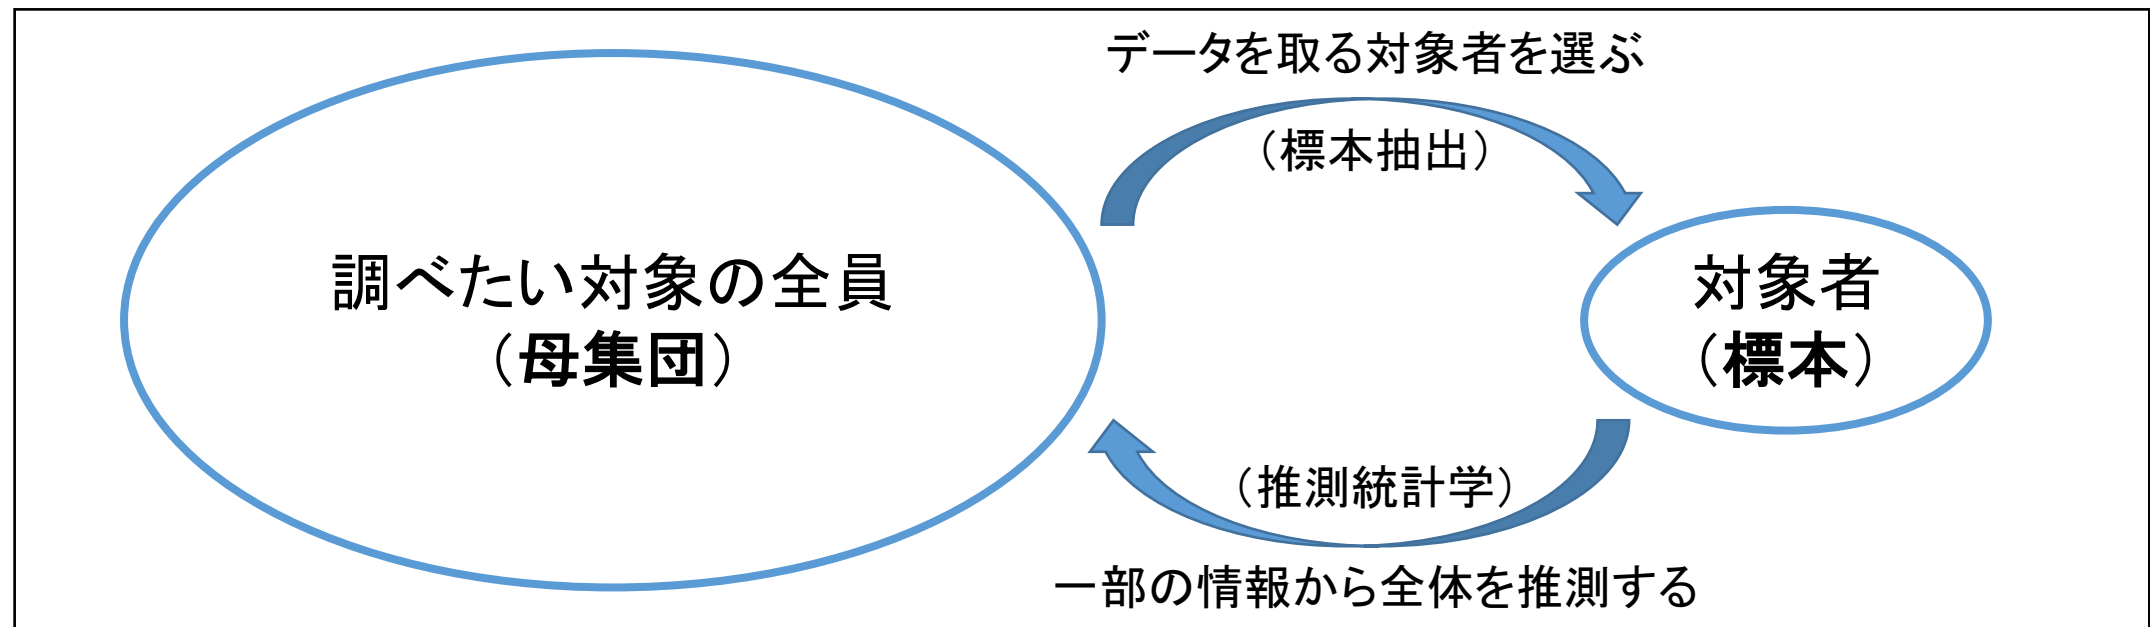 データを取る対象者を選ぶ
（標本抽出）
調べたい対象の全員
（母集団）
対象者
（標本）
（推測統計学）
一部の情報から全体を推測する